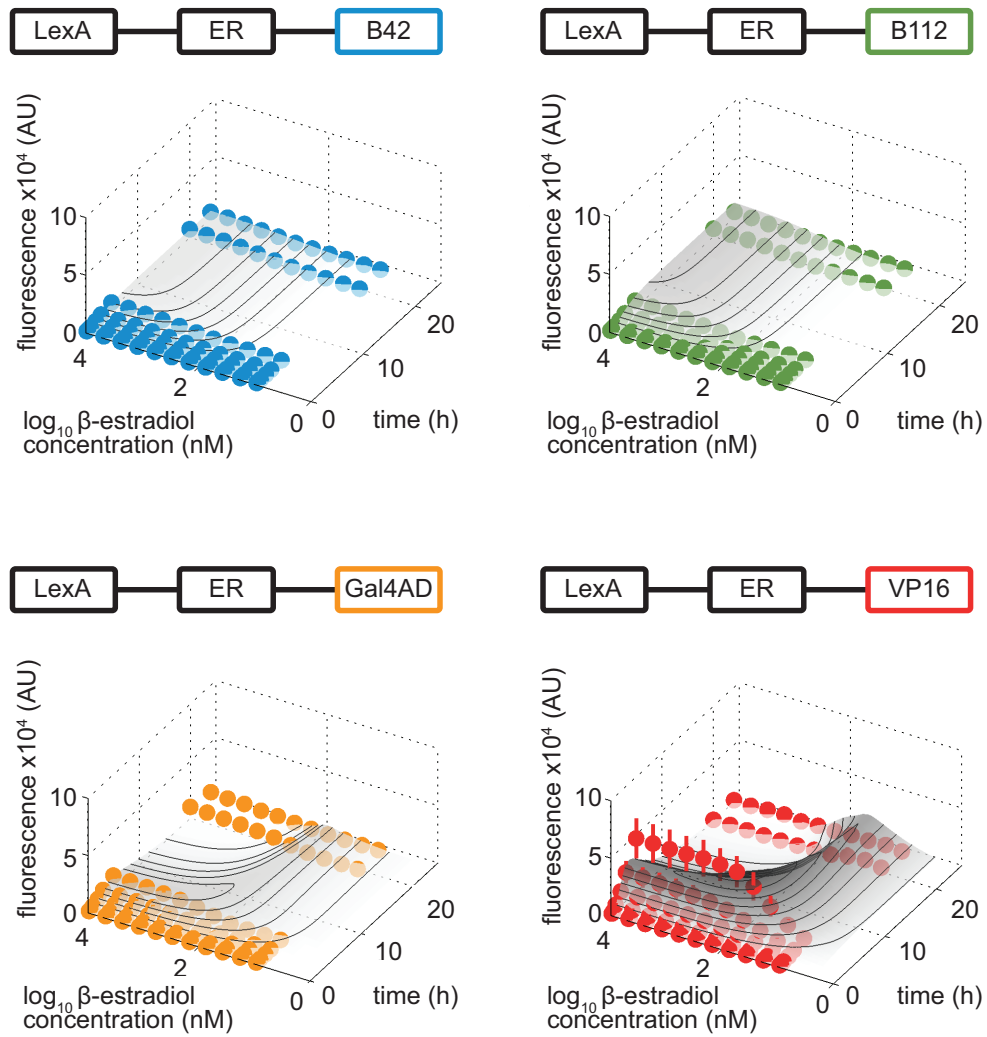 LexA ER B42
fluorescence x10⁴ (AU)
10
5
0
4
2
0
0
10
20
log₁₀ β-estradiol
concentration (nM)
time (h)
LexA ER B112
fluorescence x10⁴ (AU)
10
5
0
4
2
0
0
10
20
log₁₀ β-estradiol
concentration (nM)
time (h)
LexA ER Gal4AD
fluorescence x10⁴ (AU)
10
5
0
4
2
0
0
10
20
log₁₀ β-estradiol
concentration (nM)
time (h)
LexA ER VP16
fluorescence x10⁴ (AU)
10
5
0
4
2
0
0
10
20
log₁₀ β-estradiol
concentration (nM)
time (h)